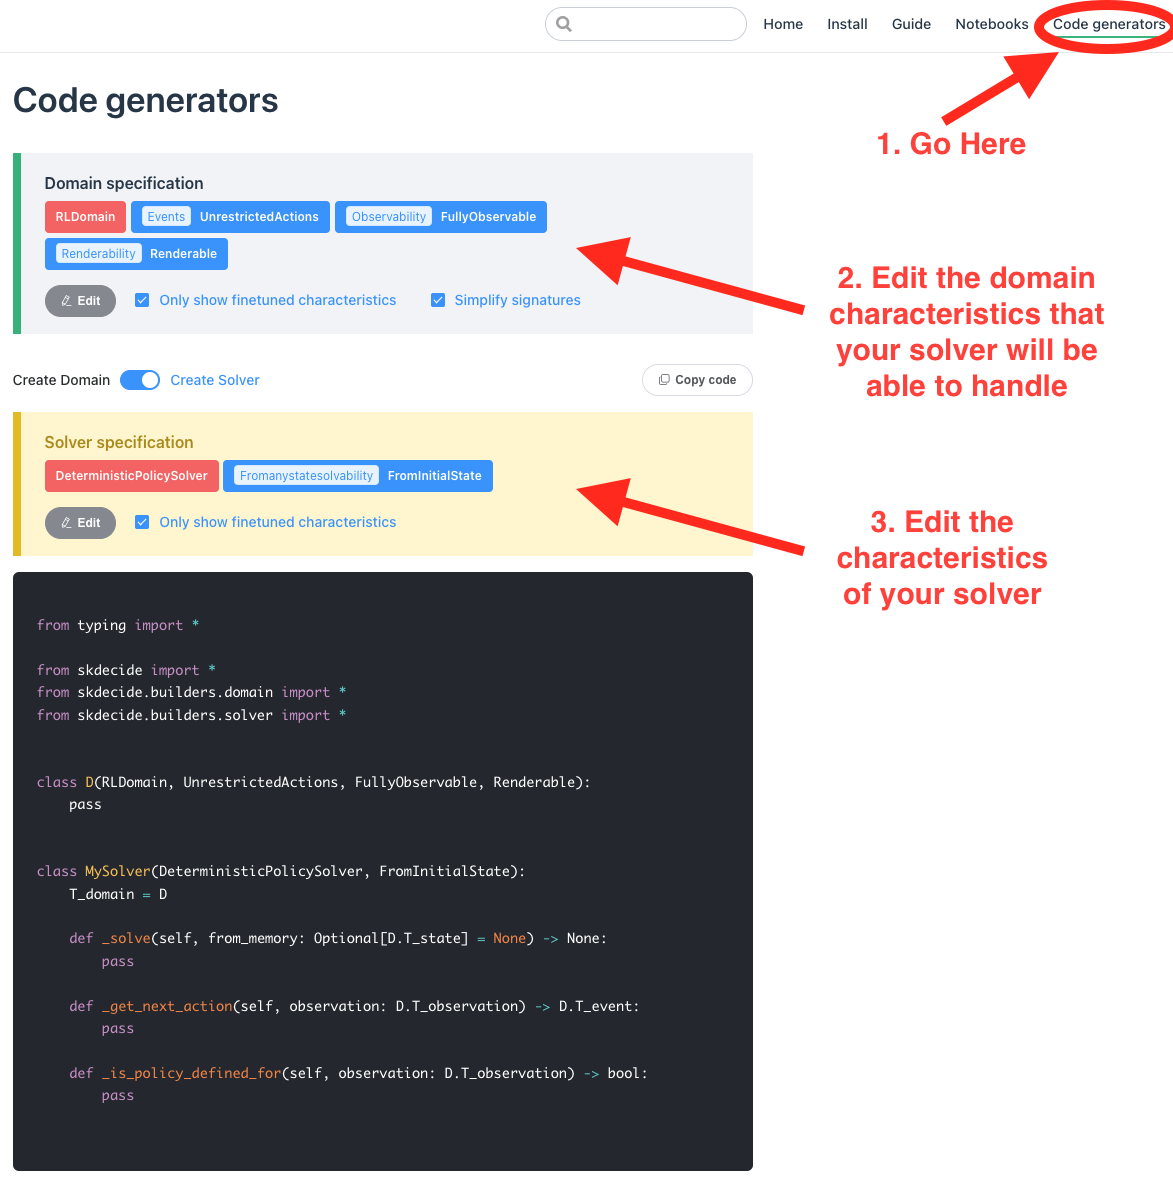 Home Install Guide Notebooks Code generators
Code generators
1. Go Here
Domain specification
RLDomain Events UnrestrictedActions Observability FullyObservable
Renderability Renderable
Edit Only show finetuned characteristics Simplify signatures
2. Edit the domain
characteristics that
your solver will be
able to handle
Create Domain Create Solver Copy code
Solver specification
DeterministicPolicySolver Fromanystatesolvability FromInitialState
Edit Only show finetuned characteristics
3. Edit the
characteristics
of your solver
from typing import *
from skdecide import *
from skdecide.builders.domain import *
from skdecide.builders.solver import *
class D(RLDomain, UnrestrictedActions, FullyObservable, Renderable):
    pass
class MySolver(DeterministicPolicySolver, FromInitialState):
    T_domain = D
    def _solve(self, from_memory: Optional[D.T_state] = None) -> None:
        pass
    def _get_next_action(self, observation: D.T_observation) -> D.T_event:
        pass
    def _is_policy_defined_for(self, observation: D.T_observation) -> bool:
        pass